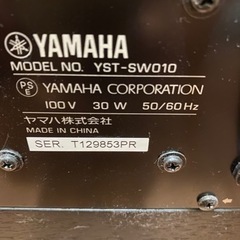 YAMAHA
MODEL NO. YST-SW010
PS
E
YAMAHA CORPORATION
100V 30W 50/60Hz
ヤマハ株式会社
MADE IN CHINA
SER. T129853PR